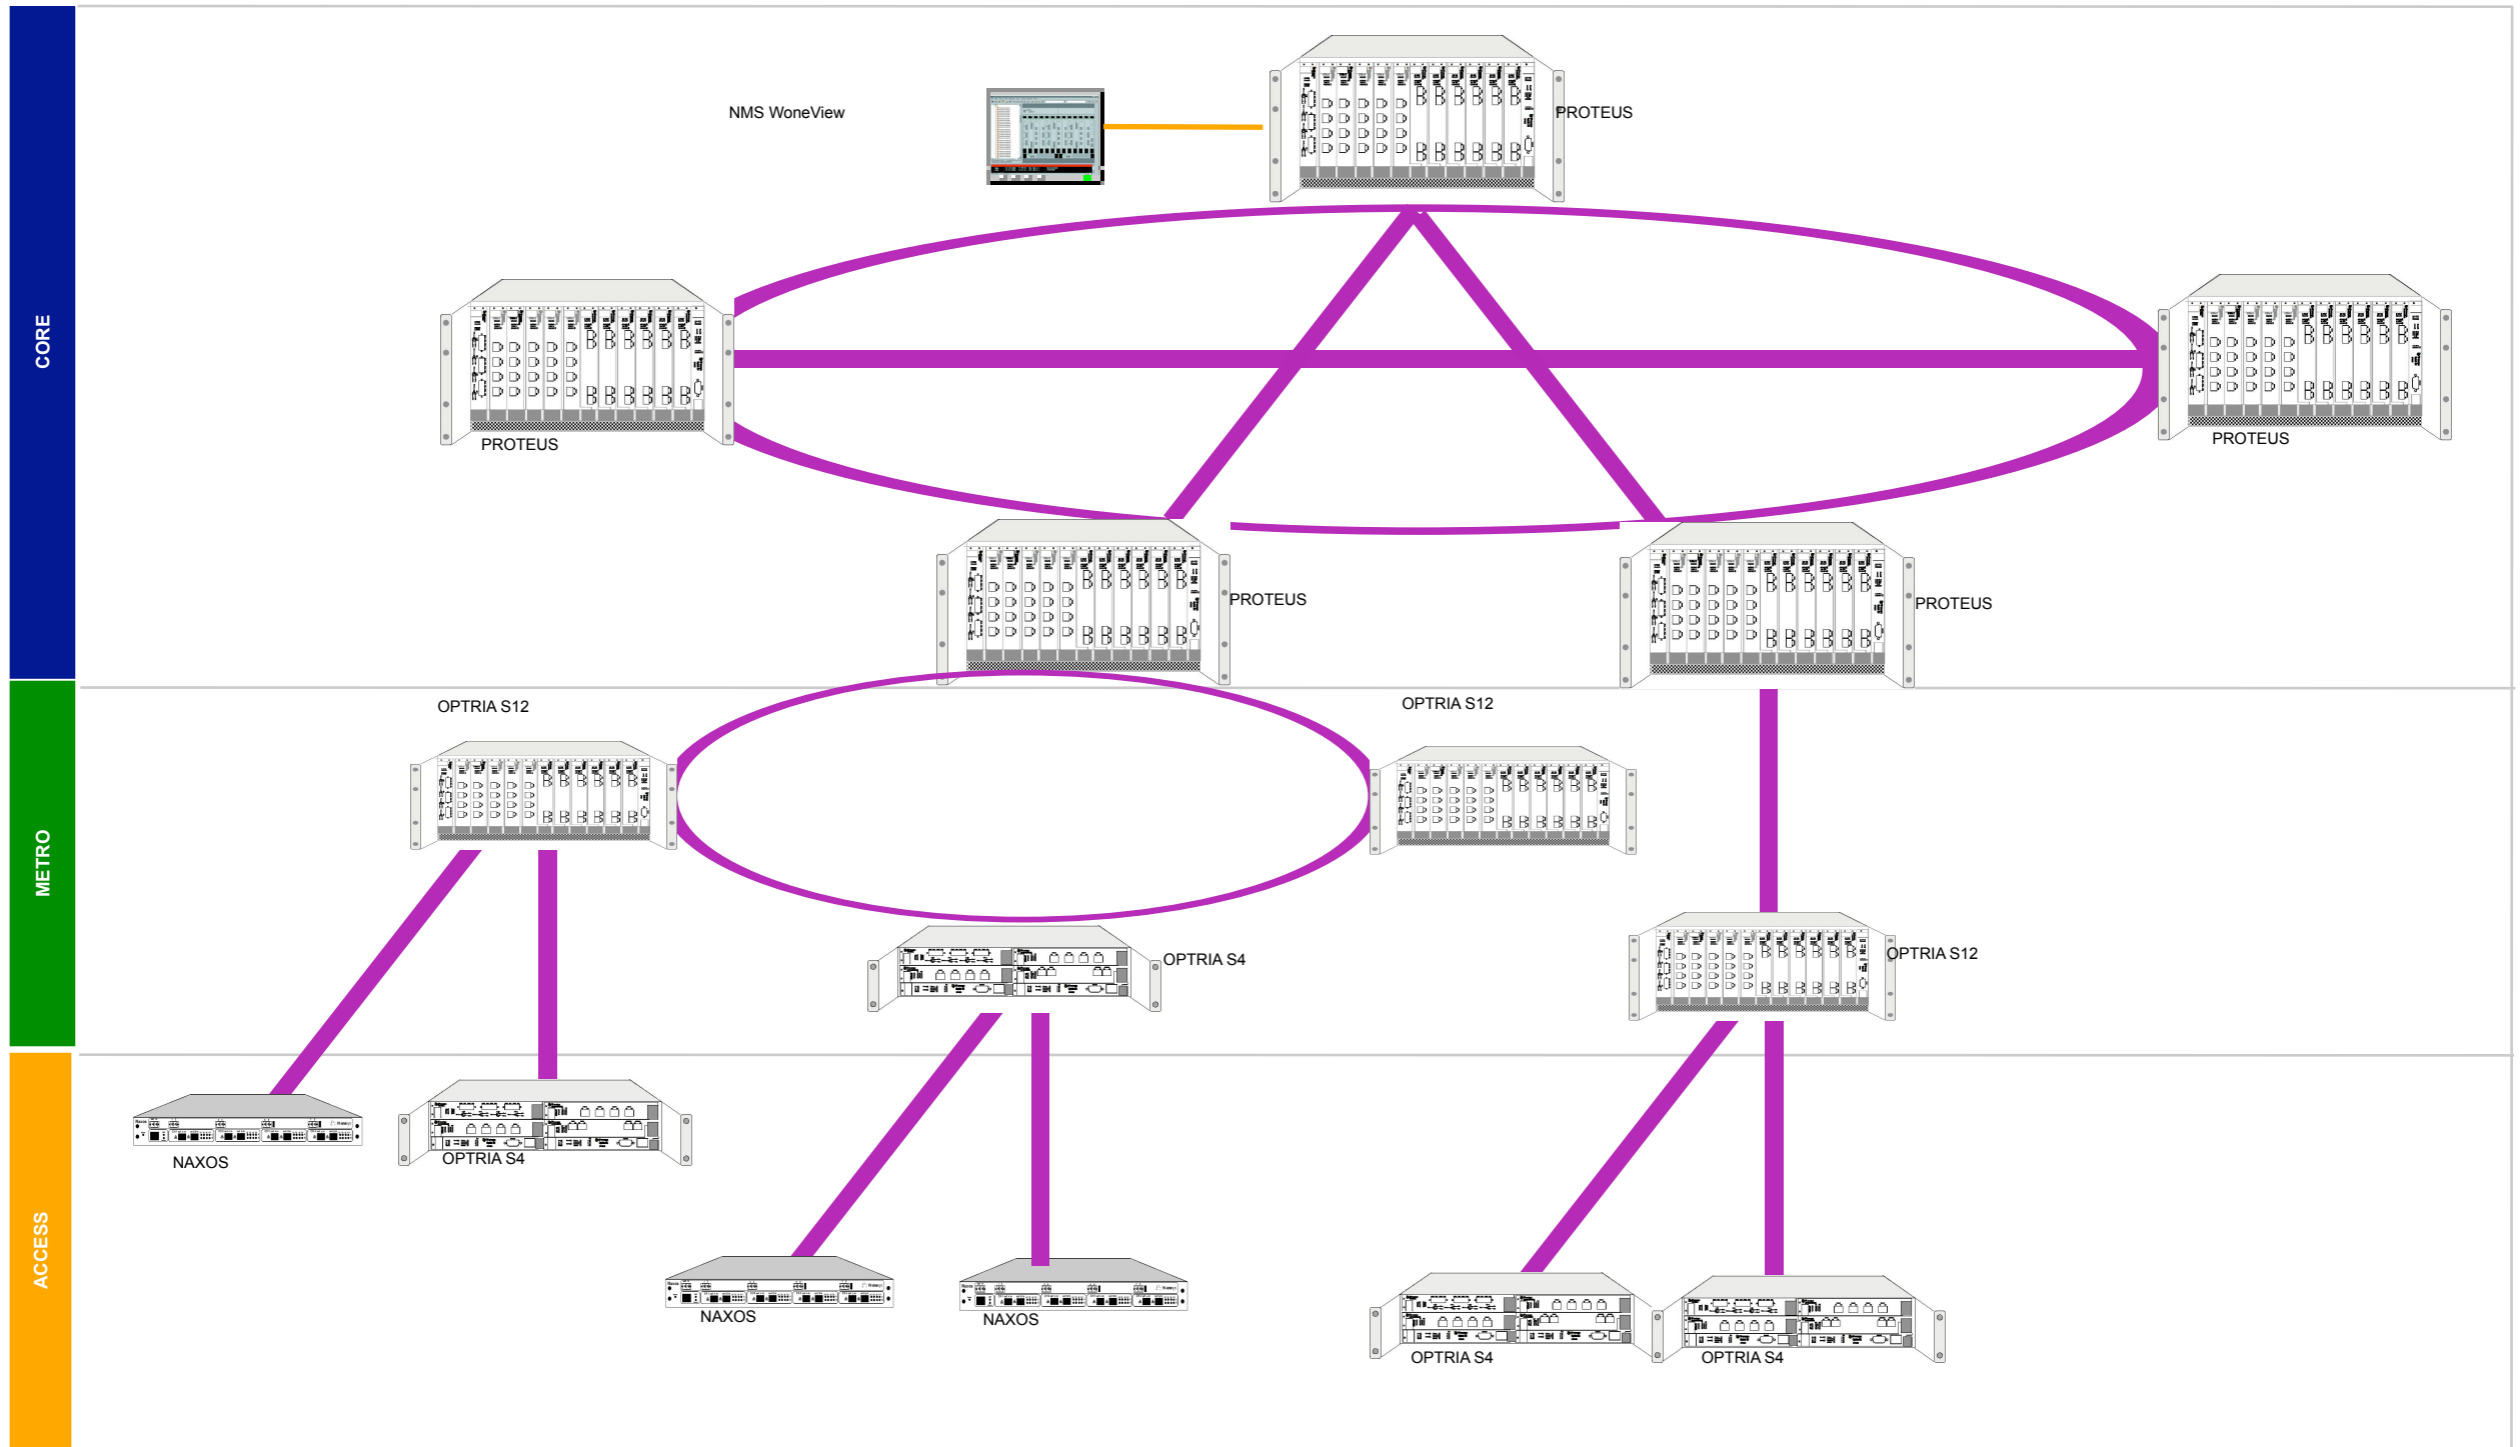 CORE
NMS WoneView
PROTEUS
PROTEUS
PROTEUS
PROTEUS
PROTEUS
METRO
OPTRIA S12
OPTRIA S12
OPTRIA S4
OPTRIA S12
ACCESS
NAXOS
OPTRIA S4
NAXOS
NAXOS
OPTRIA S4
OPTRIA S4